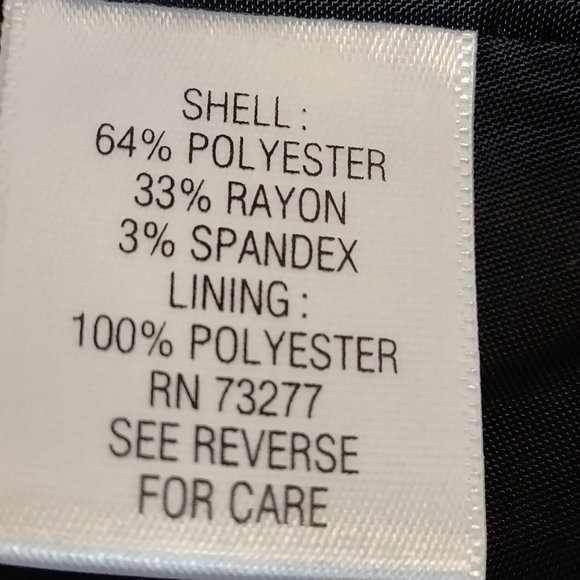 SHELL:
64% POLYESTER
33% RAYON
3% SPANDEX
LINING:
100% POLYESTER
RN 73277
SEE REVERSE
FOR CARE